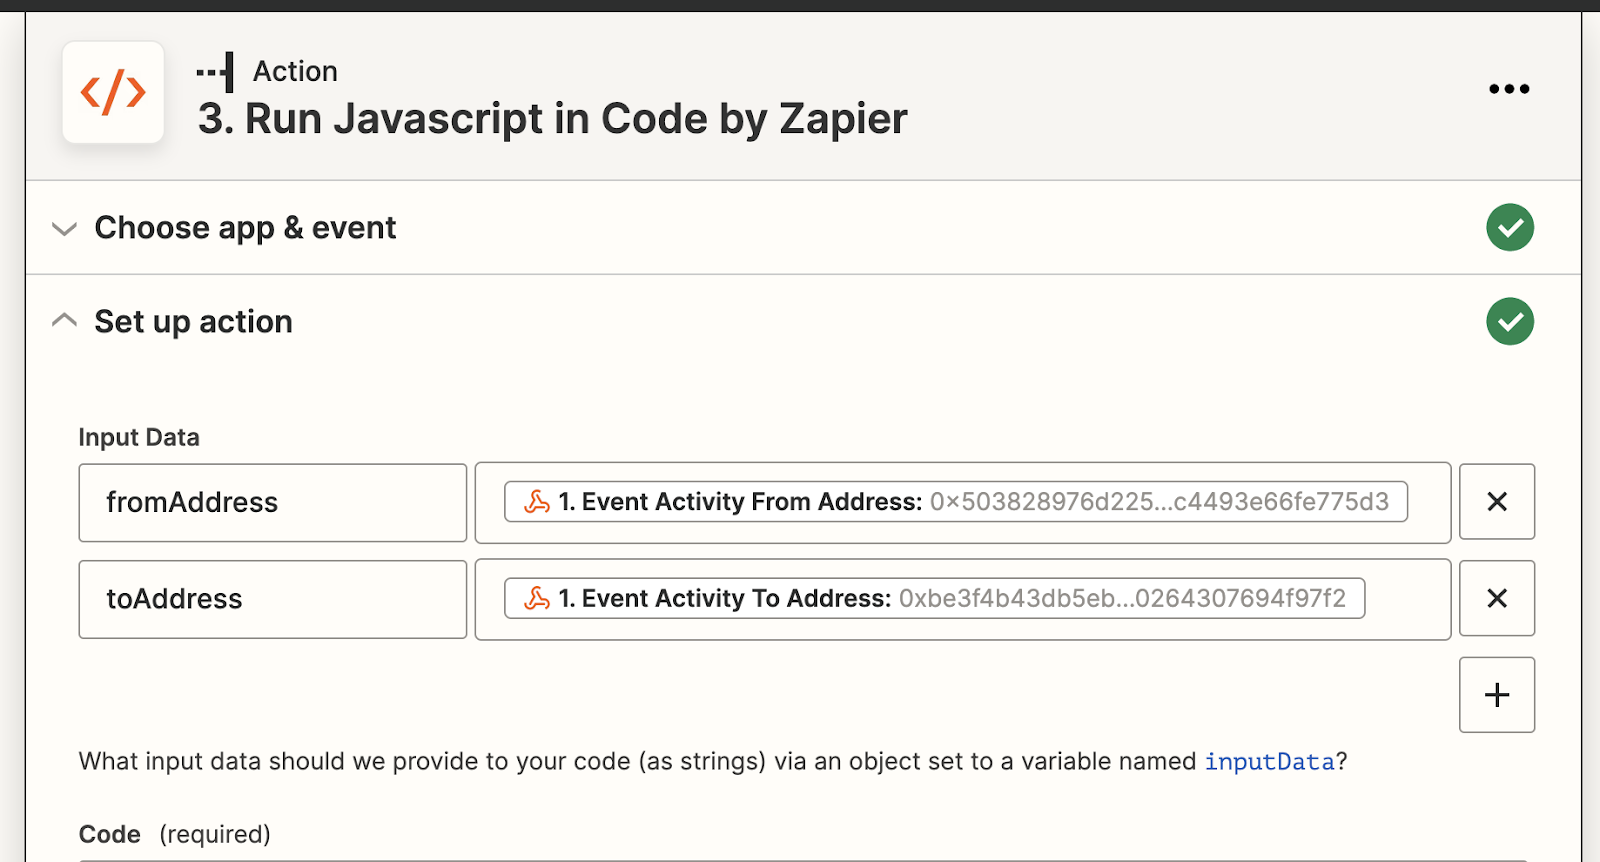 Action
3. Run Javascript in Code by Zapier
Choose app & event
Set up action
Input Data
fromAddress
1. Event Activity From Address: 0x503828976d225...c4493e66fe775d3
toAddress
1. Event Activity To Address: 0xbe3f4b43db5eb...0264307694f97f2
What input data should we provide to your code (as strings) via an object set to a variable named inputData?
Code (required)